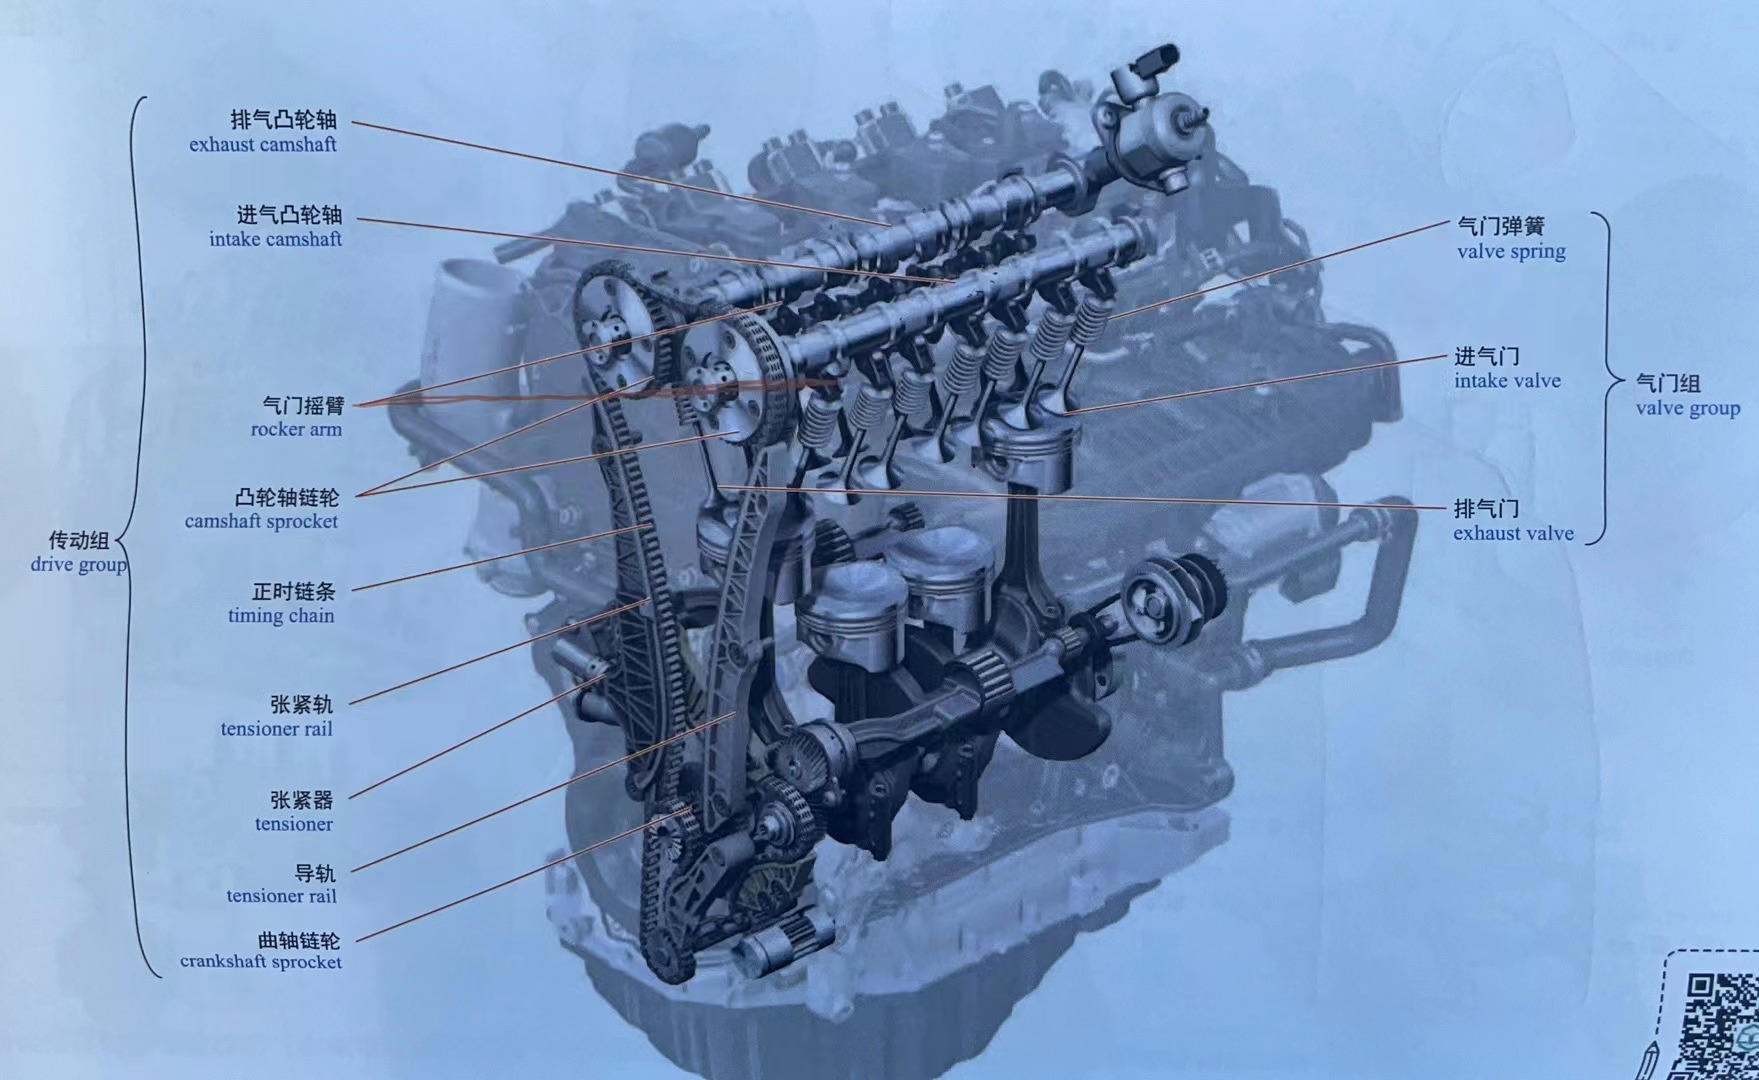 排气凸轮轴
exhaust camshaft
进气凸轮轴
intake camshaft
气门摇臂
rocker arm
凸轮轴链轮
camshaft sprocket
传动组
drive group
正时链条
timing chain
张紧轨
tensioner rail
张紧器
tensioner
导轨
tensioner rail
曲轴链轮
crankshaft sprocket
气门弹簧
valve spring
进气门
intake valve
气门组
valve group
排气门
exhaust valve